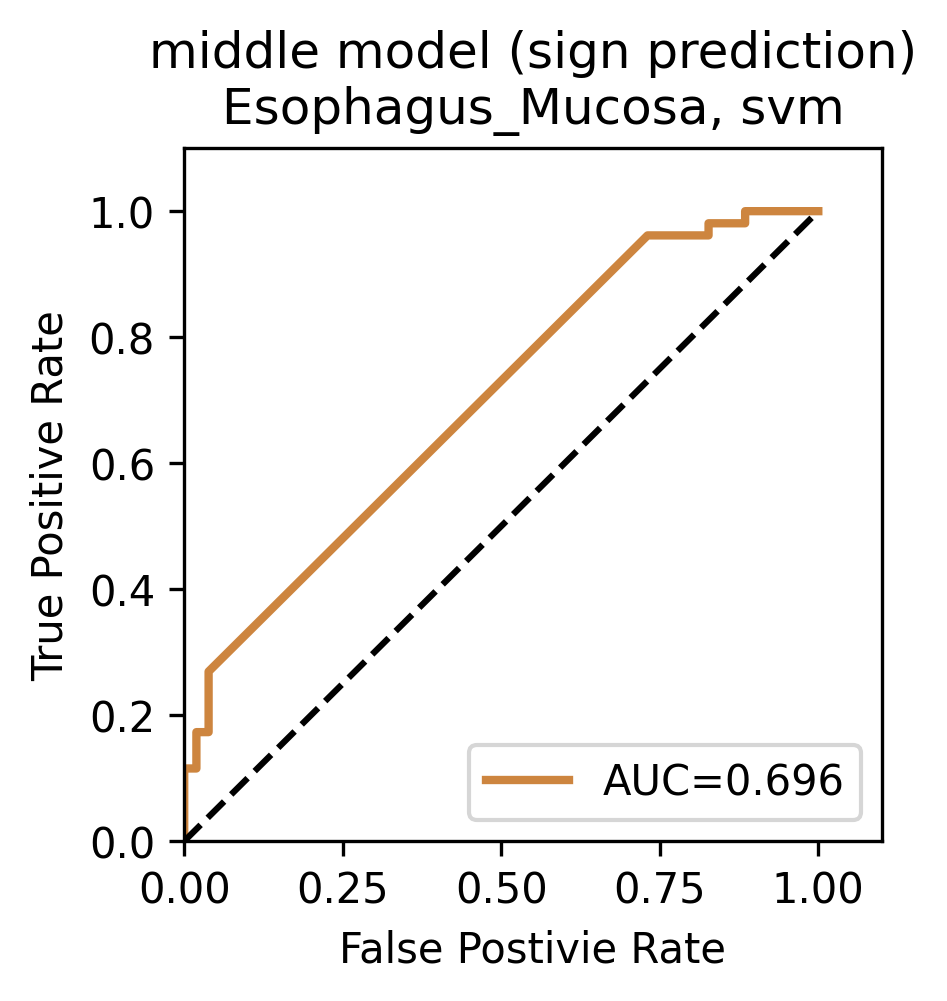 middle model (sign prediction)
Esophagus_Mucosa, svm
True Positive Rate
1.0
0.8
0.6
0.4
0.2
0.0
AUC=0.696
0.00 0.25 0.50 0.75 1.00
False Postivie Rate